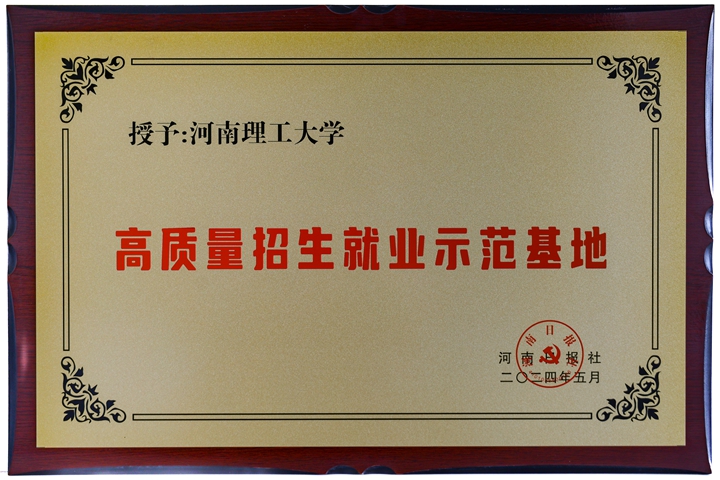 授予:河南理工大学
高质量招生就业示范基地
河南日报社
二〇二四年五月